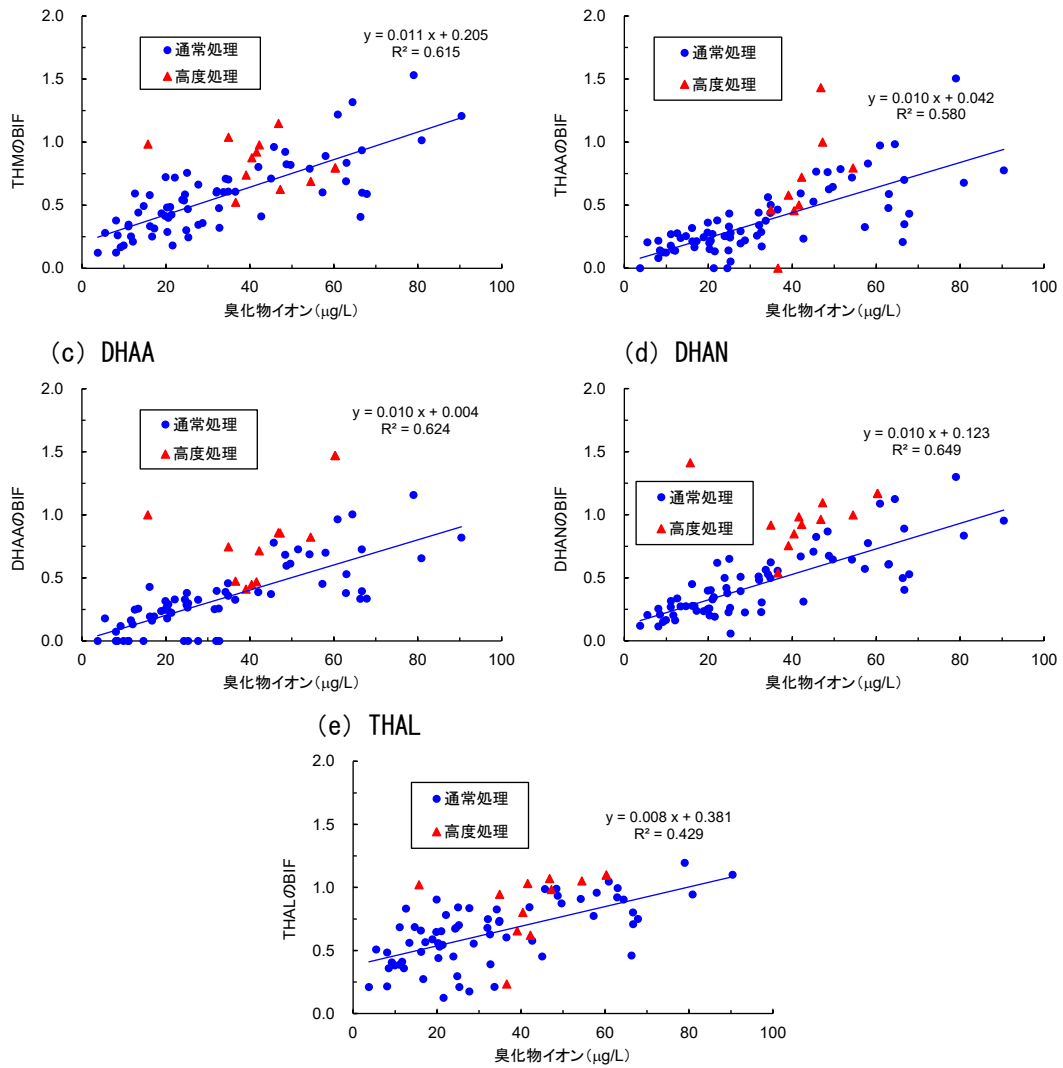 2.0
1.5
1.0
0.5
0.0
THMのBIF
通常処理
高度処理
y = 0.011 x + 0.205
R² = 0.615
0 20 40 60 80 100
臭化物イオン(μg/L)
2.0
1.5
1.0
0.5
0.0
THAAのBIF
通常処理
高度処理
y = 0.010 x + 0.042
R² = 0.580
0 20 40 60 80 100
臭化物イオン(μg/L)
(c) DHAA
2.0
1.5
1.0
0.5
0.0
DHAAのBIF
通常処理
高度処理
y = 0.010 x + 0.004
R² = 0.624
0 20 40 60 80 100
臭化物イオン(μg/L)
(d) DHAN
2.0
1.5
1.0
0.5
0.0
DHANのBIF
通常処理
高度処理
y = 0.010 x + 0.123
R² = 0.649
0 20 40 60 80 100
臭化物イオン(μg/L)
(e) THAL
2.0
1.5
1.0
0.5
0.0
THALのBIF
通常処理
高度処理
y = 0.008 x + 0.381
R² = 0.429
0 20 40 60 80 100
臭化物イオン(μg/L)